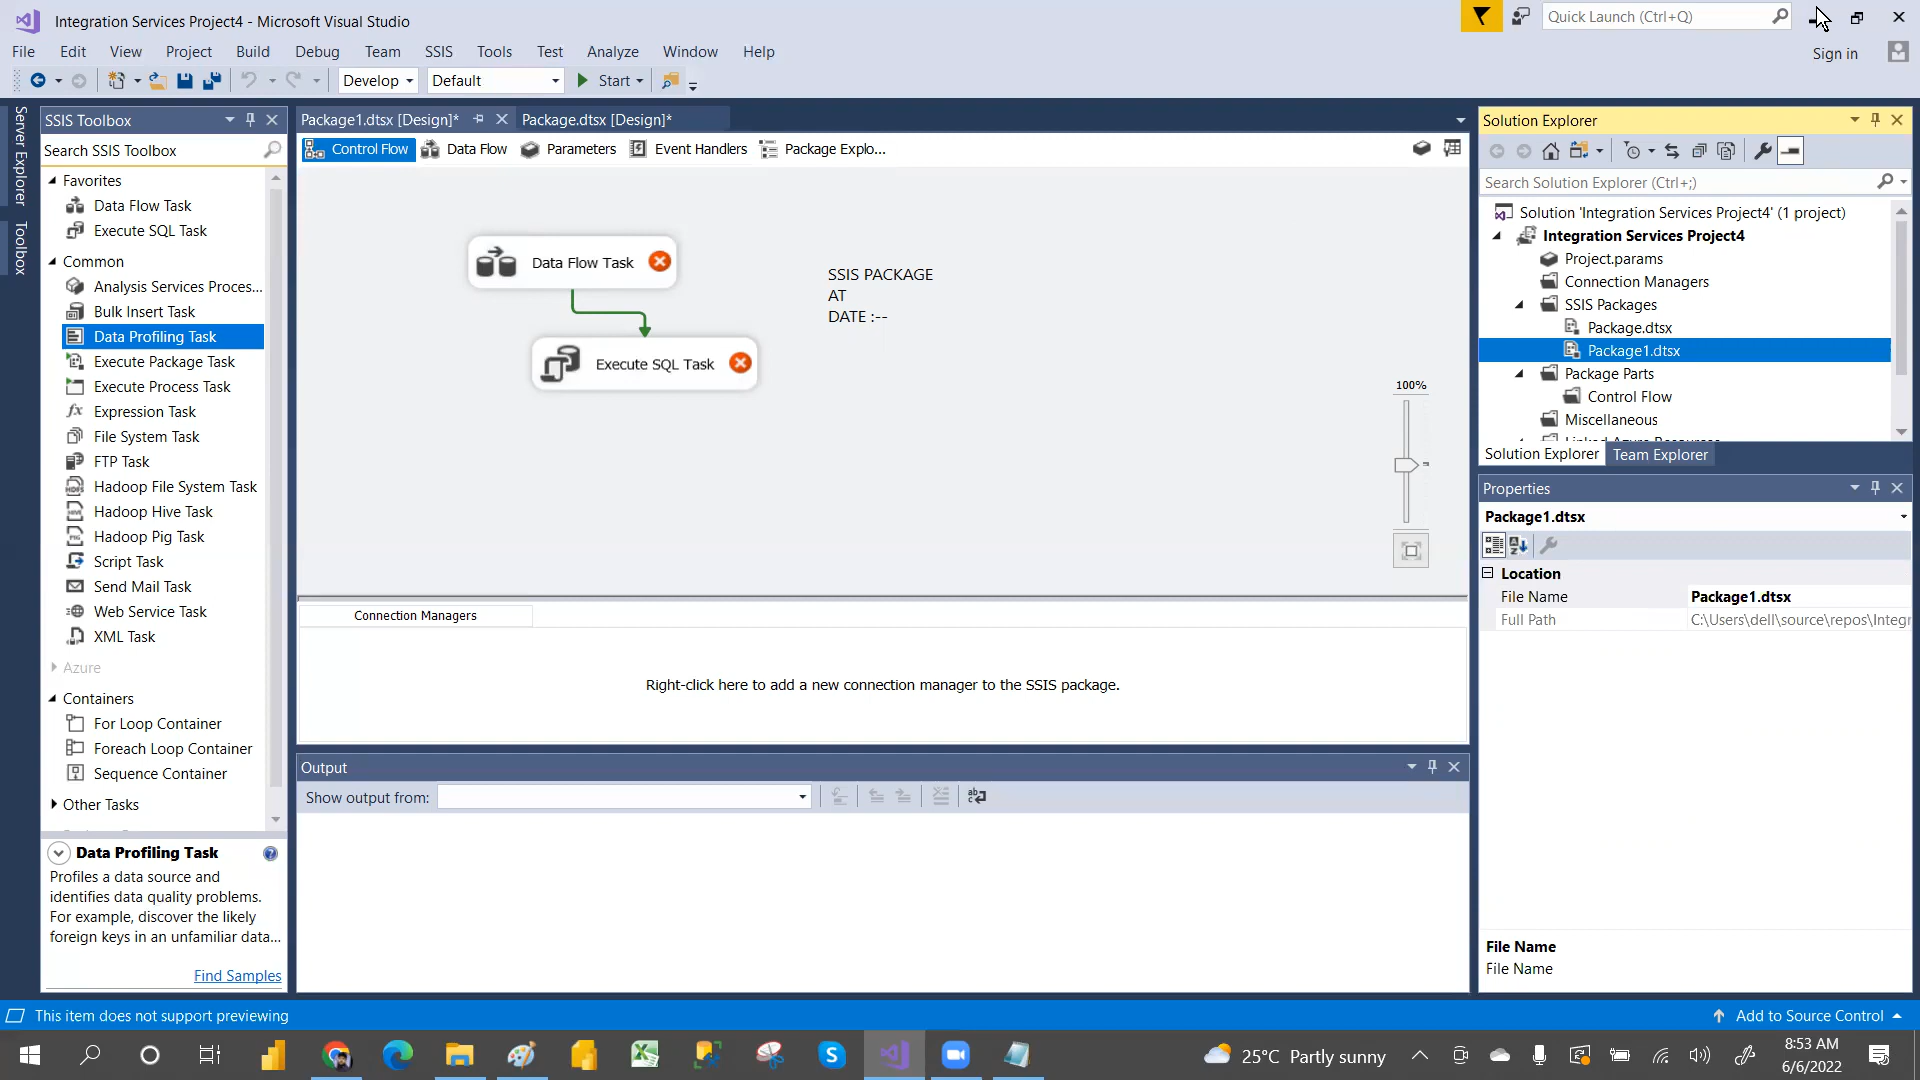 Integration Services Project4 - Microsoft Visual Studio
Quick Launch (Ctrl+Q)
File Edit View Project Build Debug Team SSIS Tools Test Analyze Window Help
Sign in
Develop Default Start
Server Explorer
Toolbox
SSIS Toolbox
Search SSIS Toolbox
Favorites
Data Flow Task
Execute SQL Task
Common
Analysis Services Proces...
Bulk Insert Task
Data Profiling Task
Execute Package Task
Execute Process Task
Expression Task
File System Task
FTP Task
Hadoop File System Task
Hadoop Hive Task
Hadoop Pig Task
Script Task
Send Mail Task
Web Service Task
XML Task
Azure
Containers
For Loop Container
Foreach Loop Container
Sequence Container
Other Tasks
Data Profiling Task
Profiles a data source and
identifies data quality problems.
For example, discover the likely
foreign keys in an unfamiliar data...
Find Samples
Package1.dtsx [Design]* Package.dtsx [Design]*
Control Flow Data Flow Parameters Event Handlers Package Explo...
Data Flow Task
Execute SQL Task
SSIS PACKAGE
AT
DATE :--
100%
Connection Managers
Right-click here to add a new connection manager to the SSIS package.
Output
Show output from:
Solution Explorer
Search Solution Explorer (Ctrl+;)
Solution 'Integration Services Project4' (1 project)
Integration Services Project4
Project.params
Connection Managers
SSIS Packages
Package.dtsx
Package1.dtsx
Package Parts
Control Flow
Miscellaneous
Linked Azure Resources
Solution Explorer Team Explorer
Properties
Package1.dtsx
Location
File Name Package1.dtsx
Full Path C:\Users\dell\source\repos\Integr
File Name
File Name
This item does not support previewing
Add to Source Control
25°C Partly sunny
8:53 AM
6/6/2022